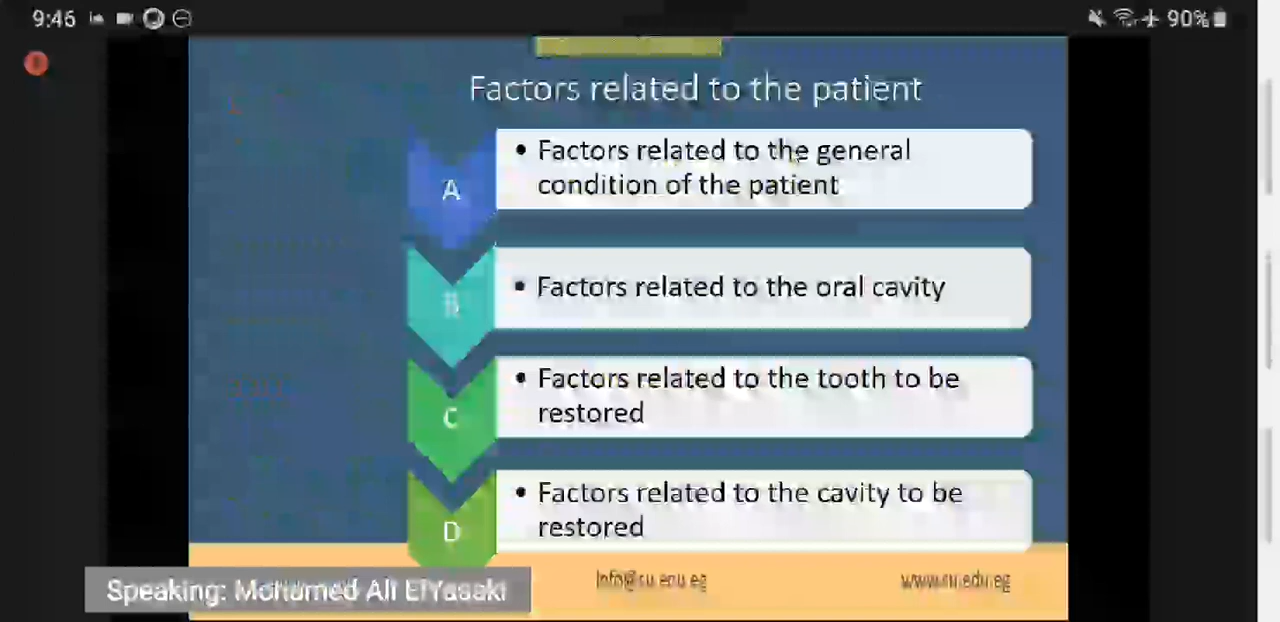 9:46
90%
Factors related to the patient
A
• Factors related to the general
condition of the patient
B
• Factors related to the oral cavity
C
• Factors related to the tooth to be
restored
D
• Factors related to the cavity to be
restored
Speaking: Mohamed Ali ElYasaki